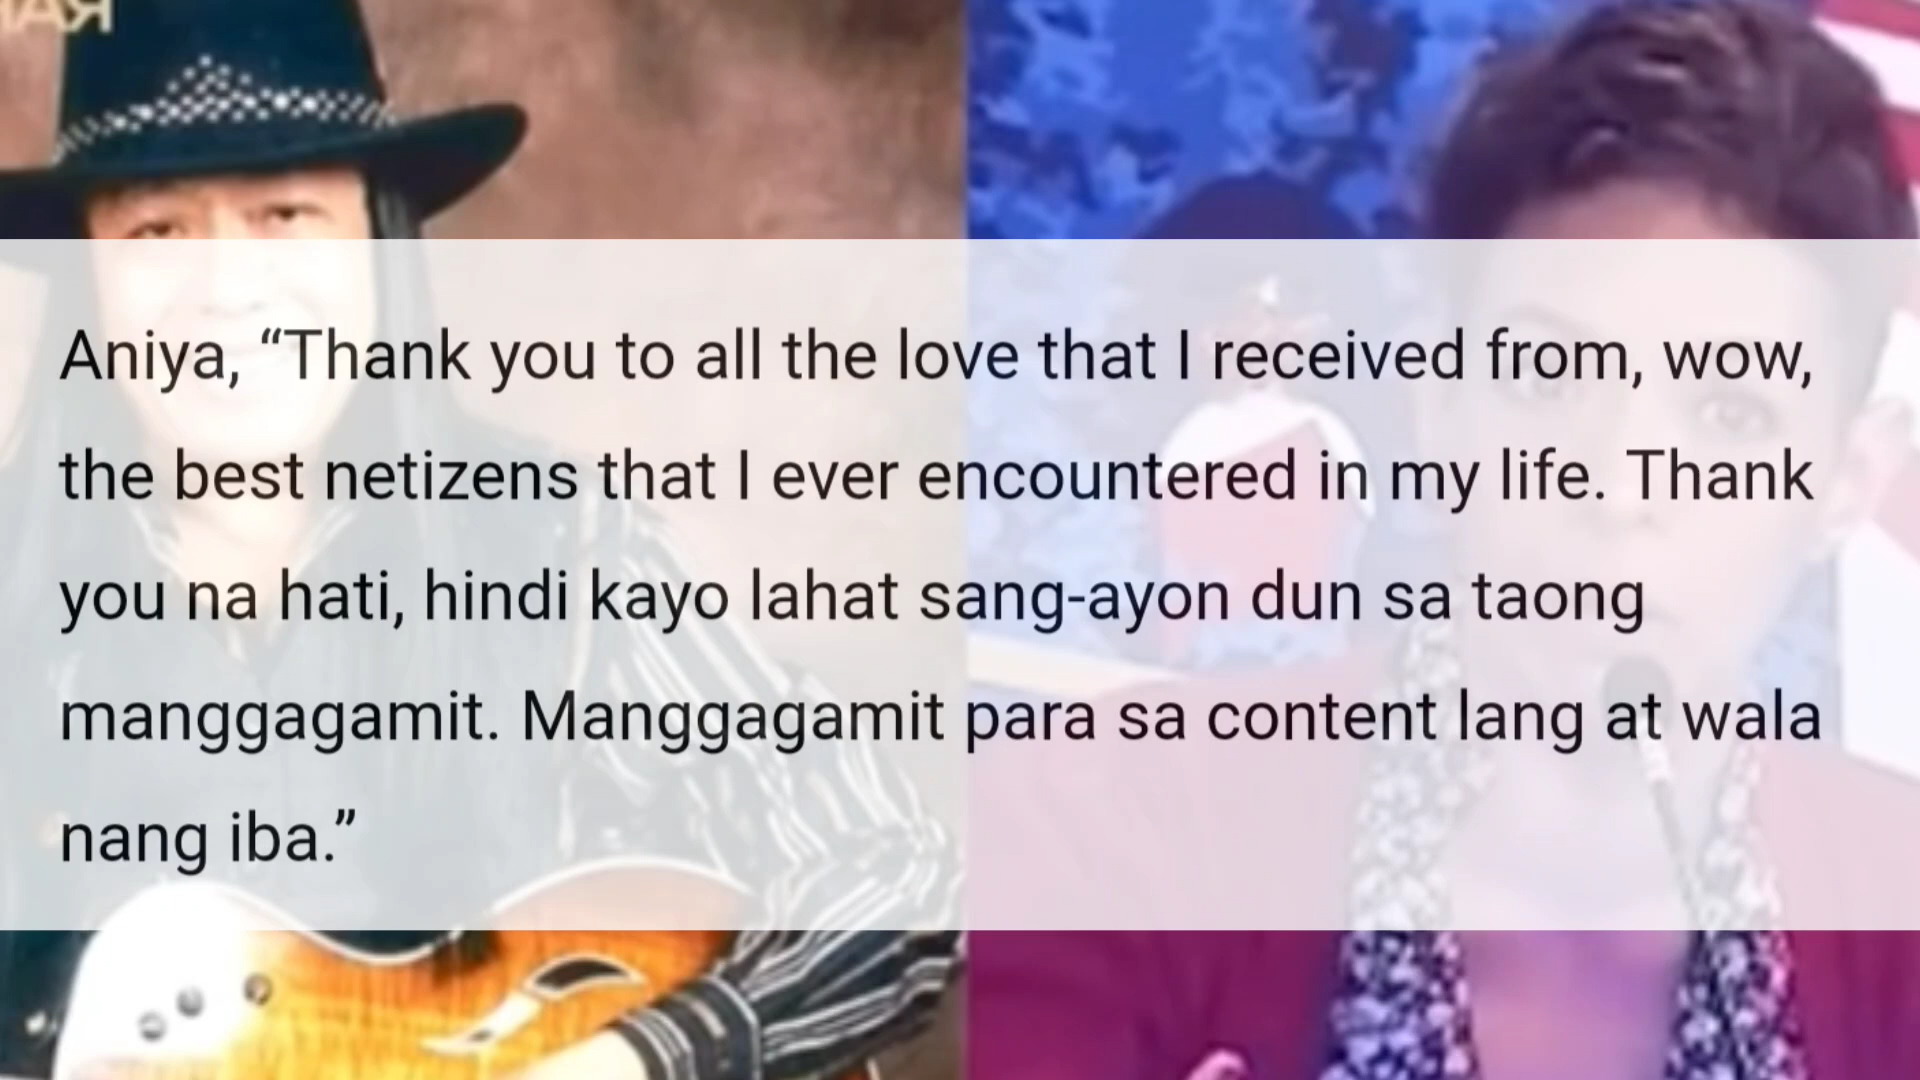 Aniya, “Thank you to all the love that I received from, wow,
the best netizens that I ever encountered in my life. Thank
you na hati, hindi kayo lahat sang-ayon dun sa taong
manggagamit. Manggagamit para sa content lang at wala
nang iba.”